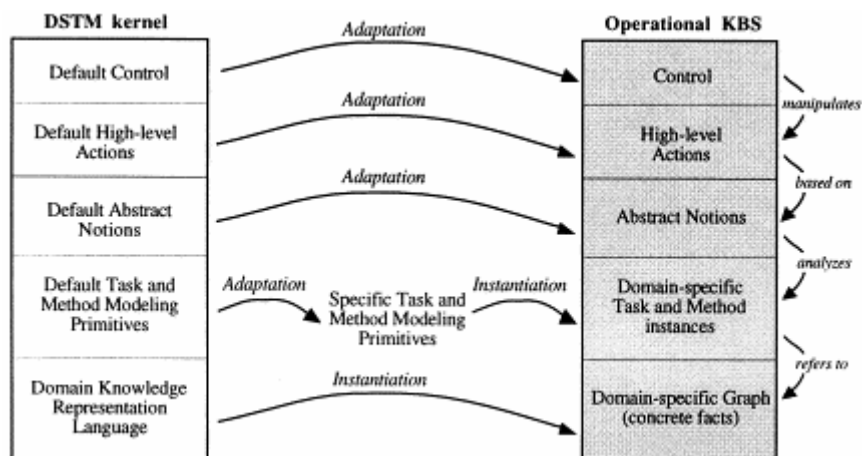 DSTM kernel
Operational KBS
Default Control
Adaptation
Control
manipulates
Default High-level
Actions
Adaptation
High-level
Actions
based on
Default Abstract
Notions
Adaptation
Abstract Notions
analyzes
Default Task and
Method Modeling
Primitives
Adaptation
Specific Task and
Method Modeling
Primitives
Instantiation
Domain-specific
Task and Method
instances
refers to
Domain Knowledge
Representation
Language
Instantiation
Domain-specific Graph
(concrete facts)